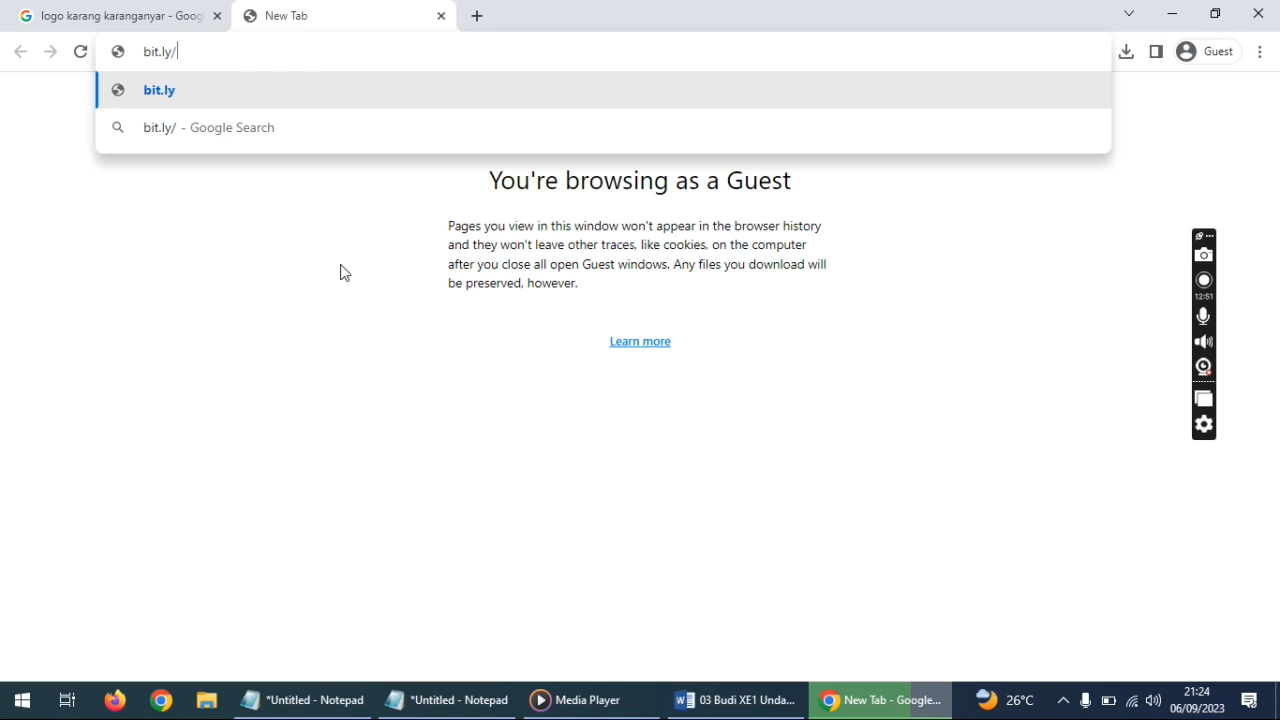 logo karang karanganyar - Goog
New Tab
bit.ly/
Guest
bit.ly
bit.ly/ - Google Search
You're browsing as a Guest
Pages you view in this window won't appear in the browser history
and they won't leave other traces, like cookies, on the computer
after you close all open Guest windows. Any files you download will
be preserved, however.
Learn more
12:51
*Untitled - Notepad
*Untitled - Notepad
Media Player
03 Budi XE1 Unda...
New Tab - Google...
26°C
21:24
06/09/2023